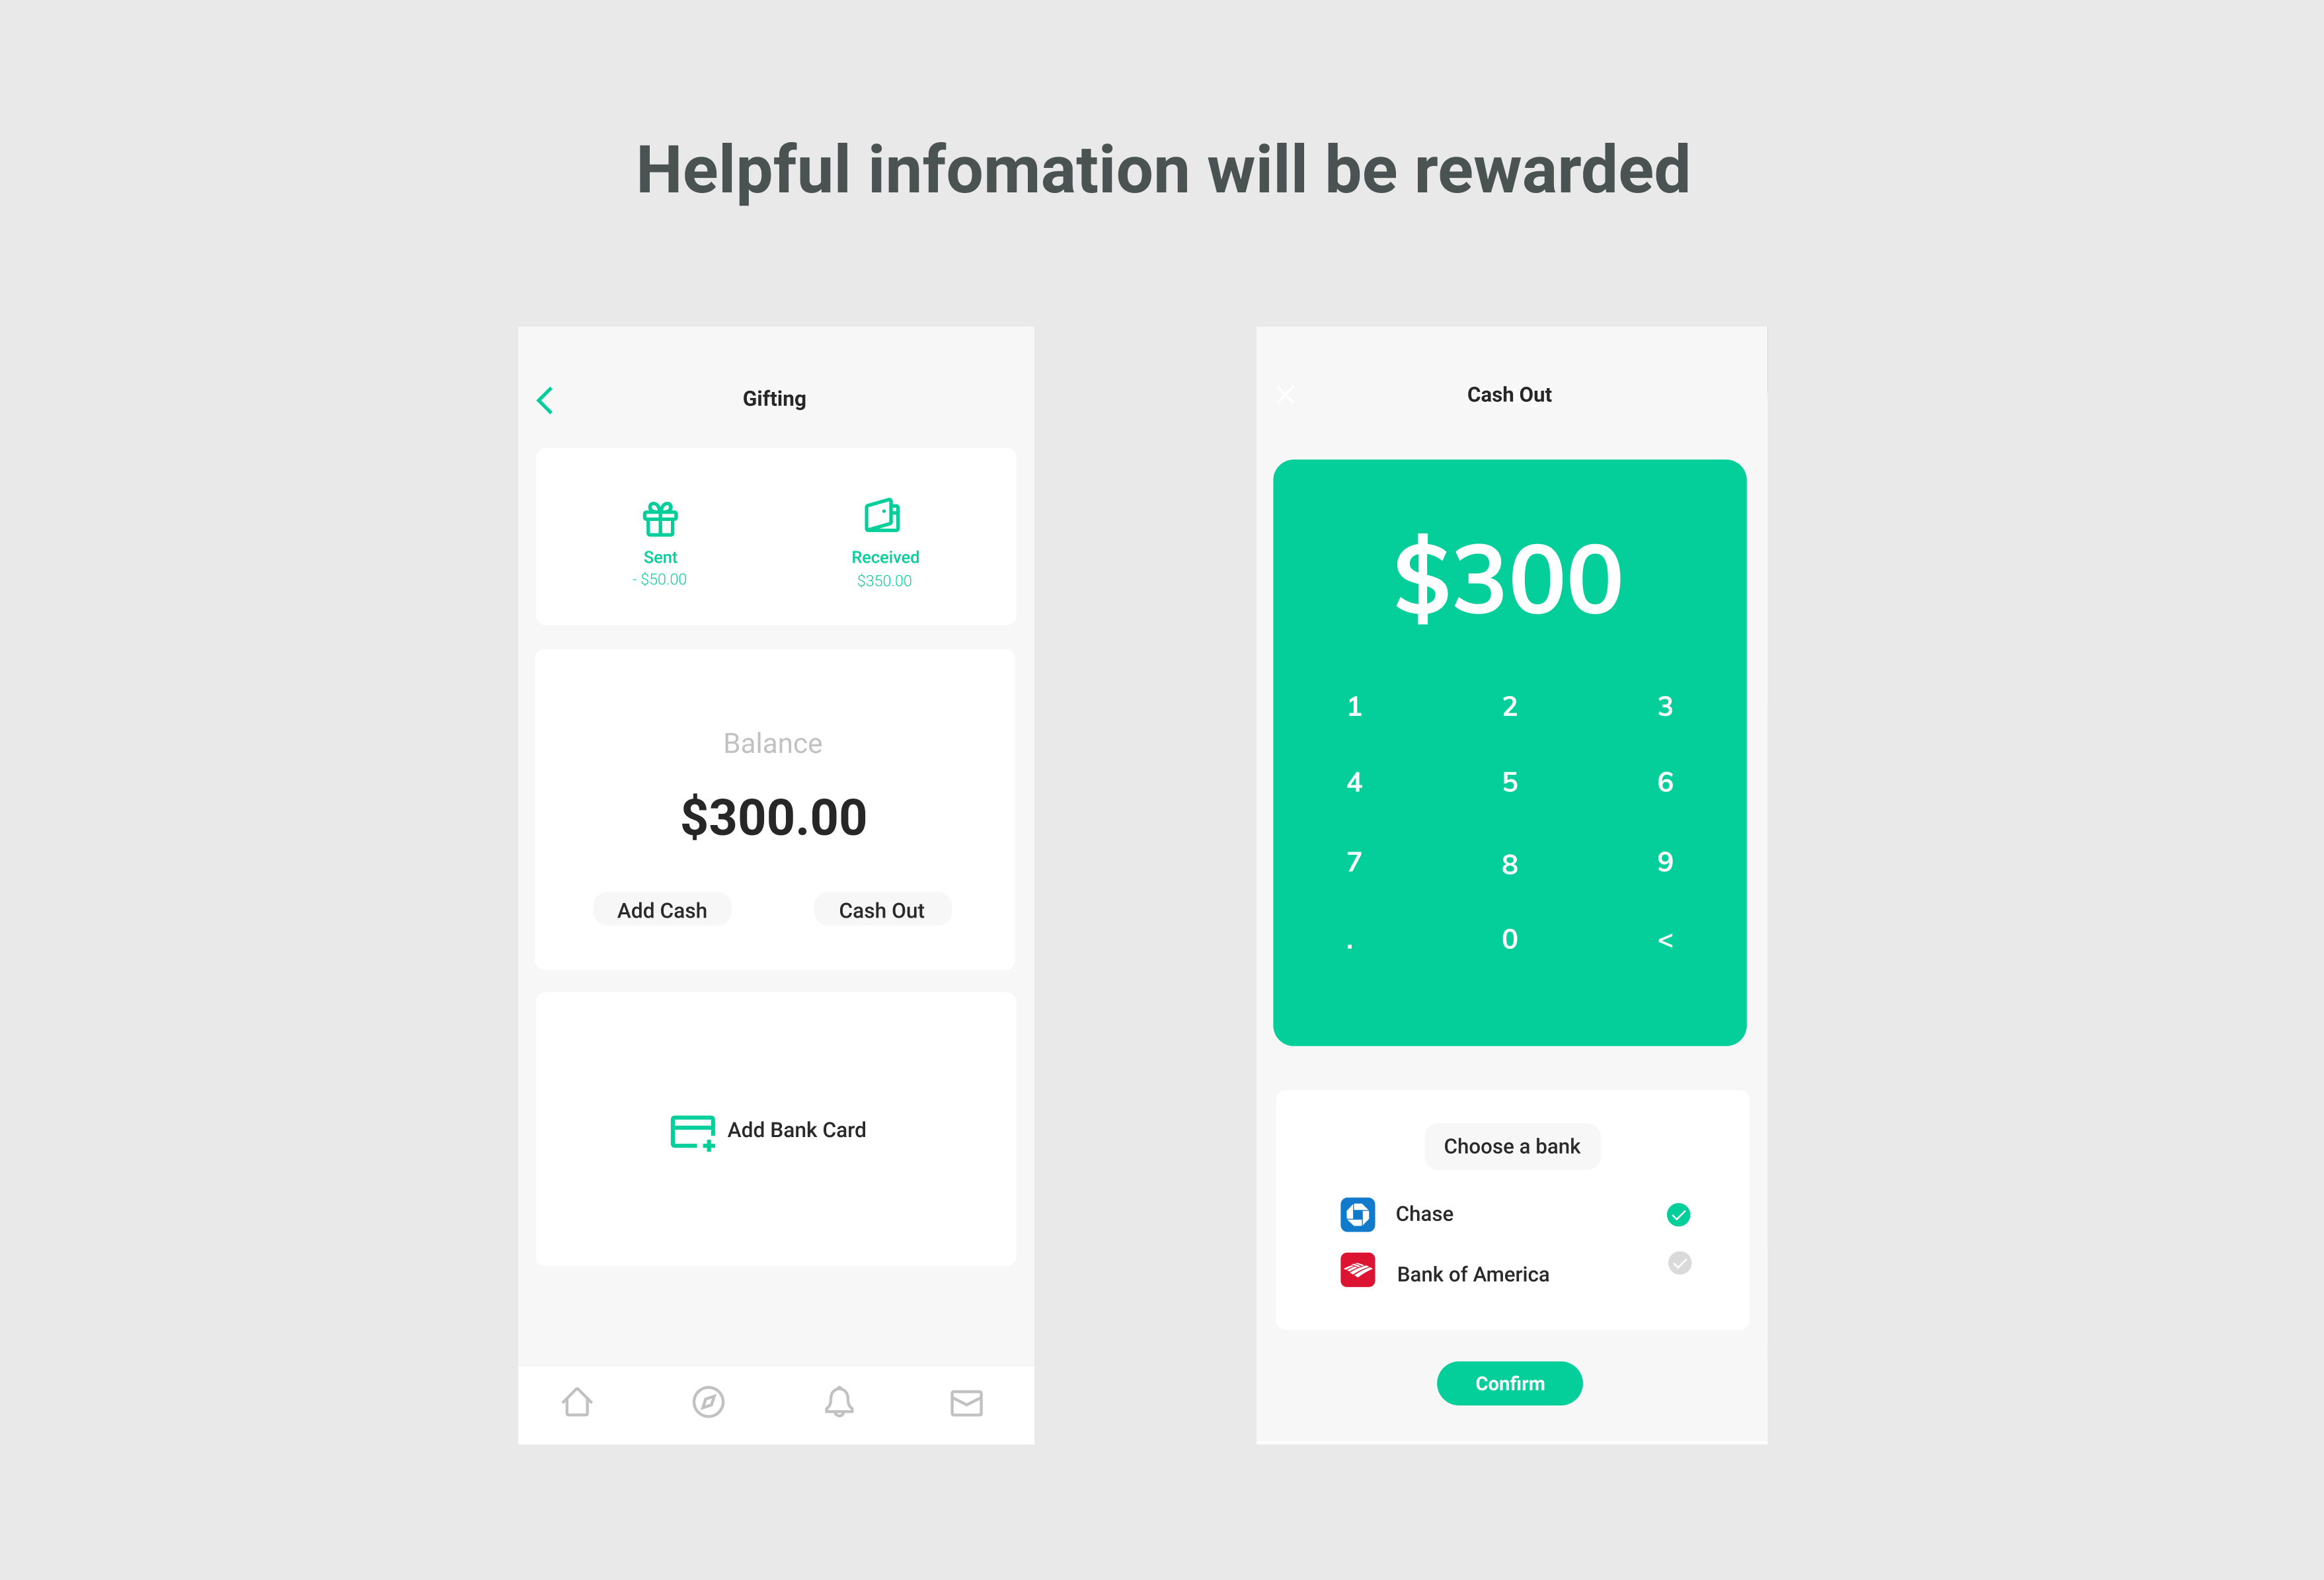 Helpful infomation will be rewarded
Gifting
Sent
- $50.00
Received
$350.00
Balance
$300.00
Add Cash
Cash Out
Add Bank Card
Cash Out
$300
1 2 3
4 5 6
7 8 9
. 0 <
Choose a bank
Chase
Bank of America
Confirm